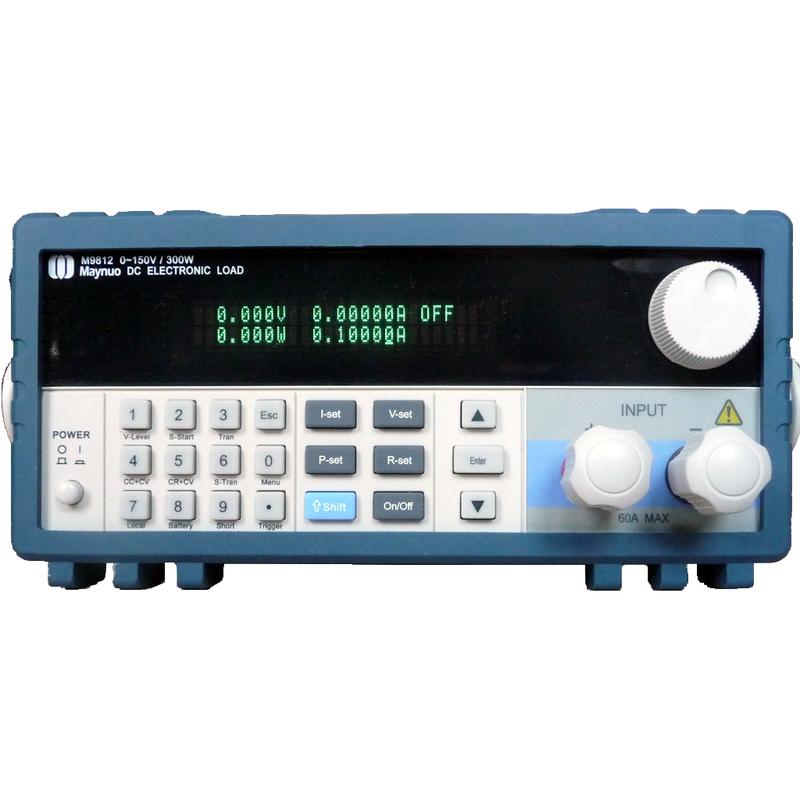 M9812 0~150V / 300W
Maynuo DC ELECTRONIC LOAD
0.000V 0.00000A OFF
0.000W 0.10000A
POWER
1 2 3 Esc
V-Level S-Start Tran
4 5 6 0
CC+CV CR+CV S-Tran Menu
7 8 9 •
Local Battery Short Trigger
I-set V-set
P-set R-set
⇧Shift On/Off
▲
Enter
▼
INPUT
+ −
60A MAX